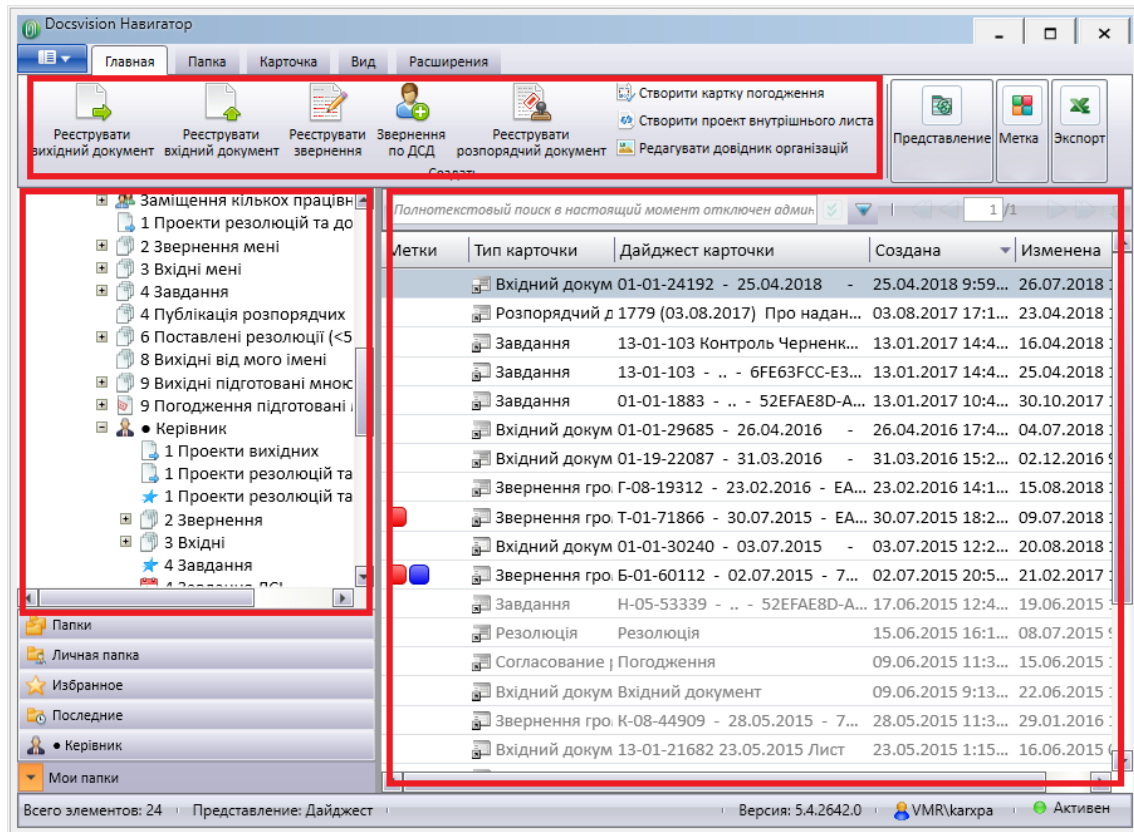 Docsvision Навигатор
Главная Папка Карточка Вид Расширения
Реєструвати вихідний документ
Реєструвати вхідний документ
Реєструвати звернення
Звернення по ДСД
Реєструвати розпорядчий документ
Створити картку погодження
Створити проект внутрішнього листа
Редагувати довідник організацій
Представление
Метка
Экспорт
Заміщення кількох працівн
1 Проекти резолюцій та до
2 Звернення мені
3 Вхідні мені
4 Завдання
4 Публікація розпорядчих
6 Поставлені резолюції (<5
8 Вихідні від мого імені
9 Вихідні підготовані мною
9 Погодження підготовані
● Керівник
1 Проекти вихідних
1 Проекти резолюцій та
1 Проекти резолюцій та
2 Звернення
3 Вхідні
4 Завдання
Папки
Личная папка
Избранное
Последние
● Керівник
Мои папки
Полнотекстовый поиск в настоящий момент отключен админ 1 /1
Метки Тип карточки Дайджест карточки Создана Изменена
Вхідний докум 01-01-24192 - 25.04.2018 - 25.04.2018 9:59... 26.07.2018
Розпорядчий д 1779 (03.08.2017) Про надан... 03.08.2017 17:1... 23.04.2018
Завдання 13-01-103 Контроль Черненк... 13.01.2017 14:4... 16.04.2018
Завдання 13-01-103 - .. - 6FE63FCC-E3... 13.01.2017 14:4... 25.04.2018
Завдання 01-01-1883 - .. - 52EFAE8D-A... 13.01.2017 10:4... 30.10.2017
Вхідний докум 01-01-29685 - 26.04.2016 - 26.04.2016 17:4... 04.07.2018
Вхідний докум 01-19-22087 - 31.03.2016 - 31.03.2016 15:2... 02.12.2016
Звернення гро Г-08-19312 - 23.02.2016 - EA... 23.02.2016 14:1... 15.08.2018
Звернення гро Т-01-71866 - 30.07.2015 - EA... 30.07.2015 18:2... 09.07.2018
Вхідний докум 01-01-30240 - 03.07.2015 - 03.07.2015 12:2... 20.08.2018
Звернення гро Б-01-60112 - 02.07.2015 - 7... 02.07.2015 20:5... 21.02.2017
Завдання Н-05-53339 - .. - 52EFAE8D-A... 17.06.2015 12:4... 19.06.2015
Резолюція Резолюція 15.06.2015 16:1... 08.07.2015
Согласование Погодження 09.06.2015 11:3... 15.06.2015
Вхідний докум Вхідний документ 09.06.2015 9:13... 22.06.2015
Звернення гро К-08-44909 - 28.05.2015 - 7... 28.05.2015 11:3... 29.01.2016
Вхідний докум 13-01-21682 23.05.2015 Лист 23.05.2015 1:15... 16.06.2015
Всего элементов: 24 Представление: Дайджест Версия: 5.4.2642.0 VMR\karxpa Активен